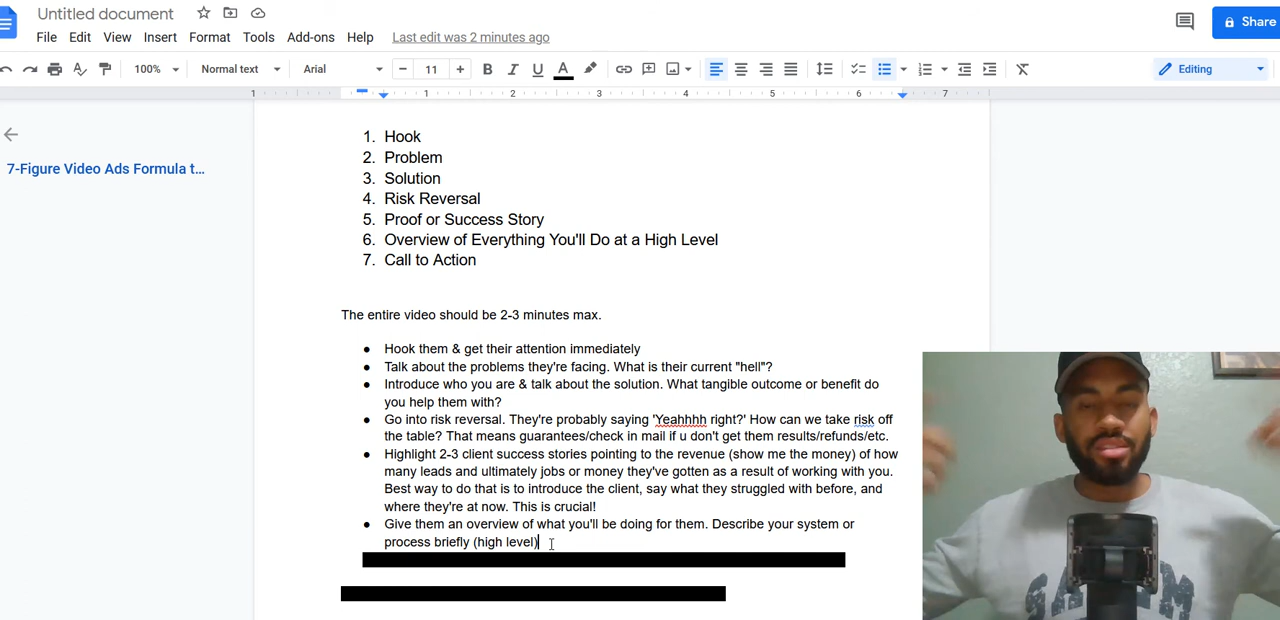 Untitled document
File Edit View Insert Format Tools Add-ons Help Last edit was 2 minutes ago
Share
100% Normal text Arial 11 B I U A Editing
1 1 2 3 4 5 6 7
7-Figure Video Ads Formula t...
1. Hook
2. Problem
3. Solution
4. Risk Reversal
5. Proof or Success Story
6. Overview of Everything You'll Do at a High Level
7. Call to Action
The entire video should be 2-3 minutes max.
● Hook them & get their attention immediately
● Talk about the problems they're facing. What is their current "hell"?
● Introduce who you are & talk about the solution. What tangible outcome or benefit do
you help them with?
● Go into risk reversal. They're probably saying 'Yeahhhh right?' How can we take risk off
the table? That means guarantees/check in mail if u don't get them results/refunds/etc.
● Highlight 2-3 client success stories pointing to the revenue (show me the money) of how
many leads and ultimately jobs or money they've gotten as a result of working with you.
Best way to do that is to introduce the client, say what they struggled with before, and
where they're at now. This is crucial!
● Give them an overview of what you'll be doing for them. Describe your system or
process briefly (high level)